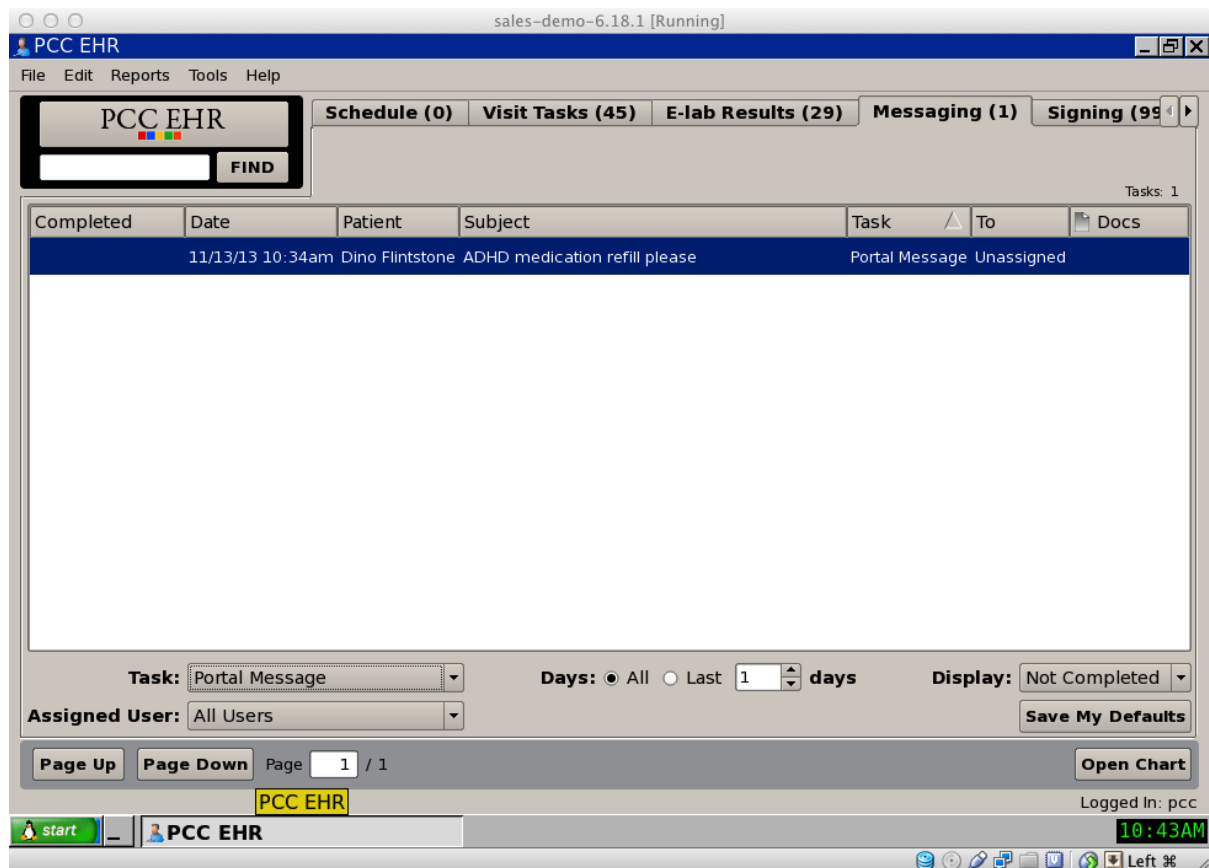 sales-demo-6.18.1 [Running]
PCC EHR
File Edit Reports Tools Help
PCC EHR
FIND
Schedule (0) Visit Tasks (45) E-lab Results (29) Messaging (1) Signing (99
Tasks: 1
Completed Date Patient Subject Task To Docs
11/13/13 10:34am Dino Flintstone ADHD medication refill please Portal Message Unassigned
Task: Portal Message Days: All Last 1 days Display: Not Completed
Assigned User: All Users Save My Defaults
Page Up Page Down Page 1 / 1 Open Chart
PCC EHR Logged In: pcc
start _ PCC EHR 10:43AM
Left ⌘